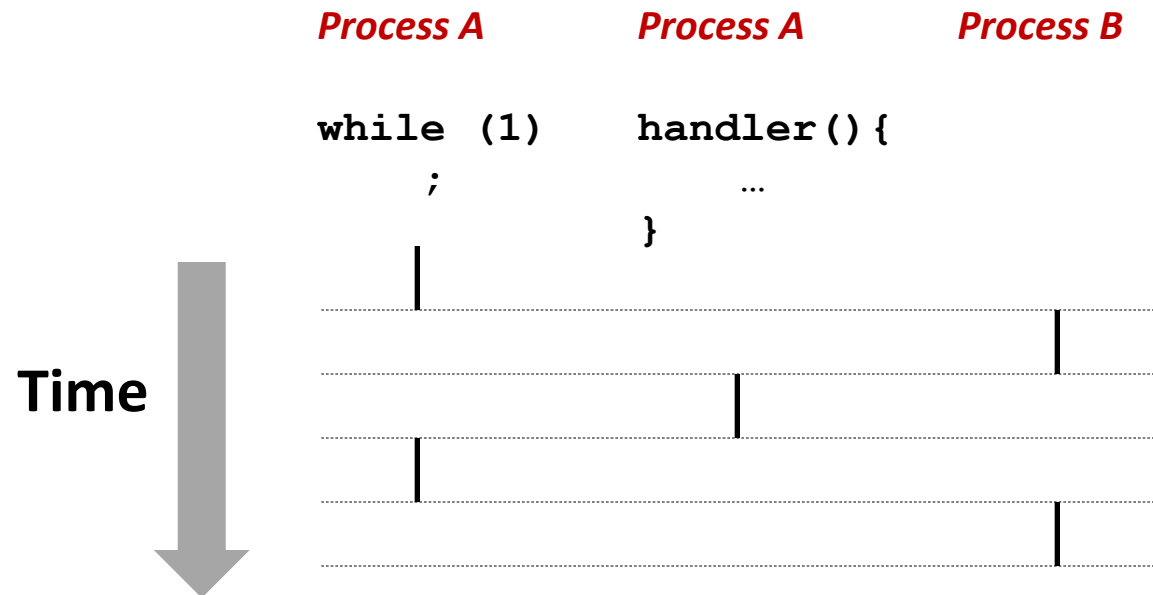 Process A Process A Process B
while (1) handler(){
; …
}
Time